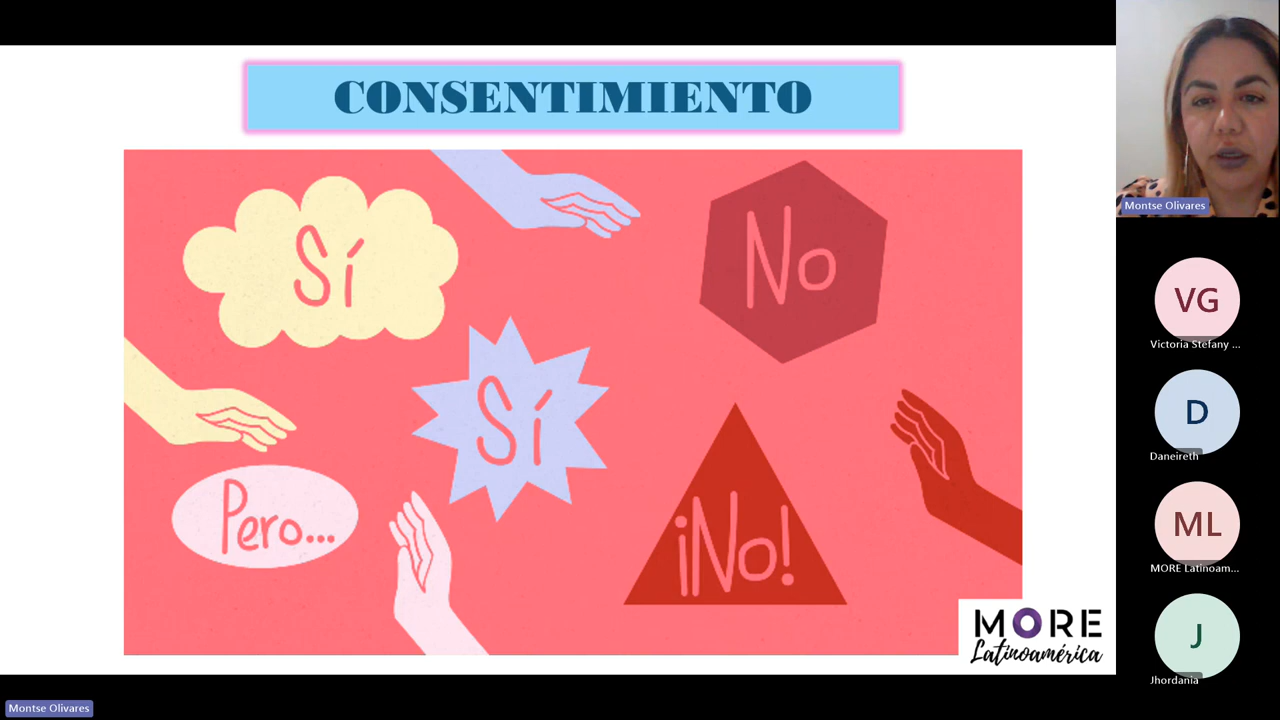 CONSENTIMIENTO
Sí
No
Sí
Pero...
¡No!
MORE
Latinoamérica
Montse Olivares
VG
Victoria Stefany ...
D
Daneireth
ML
MORE Latinoam...
J
Jhordania
Montse Olivares